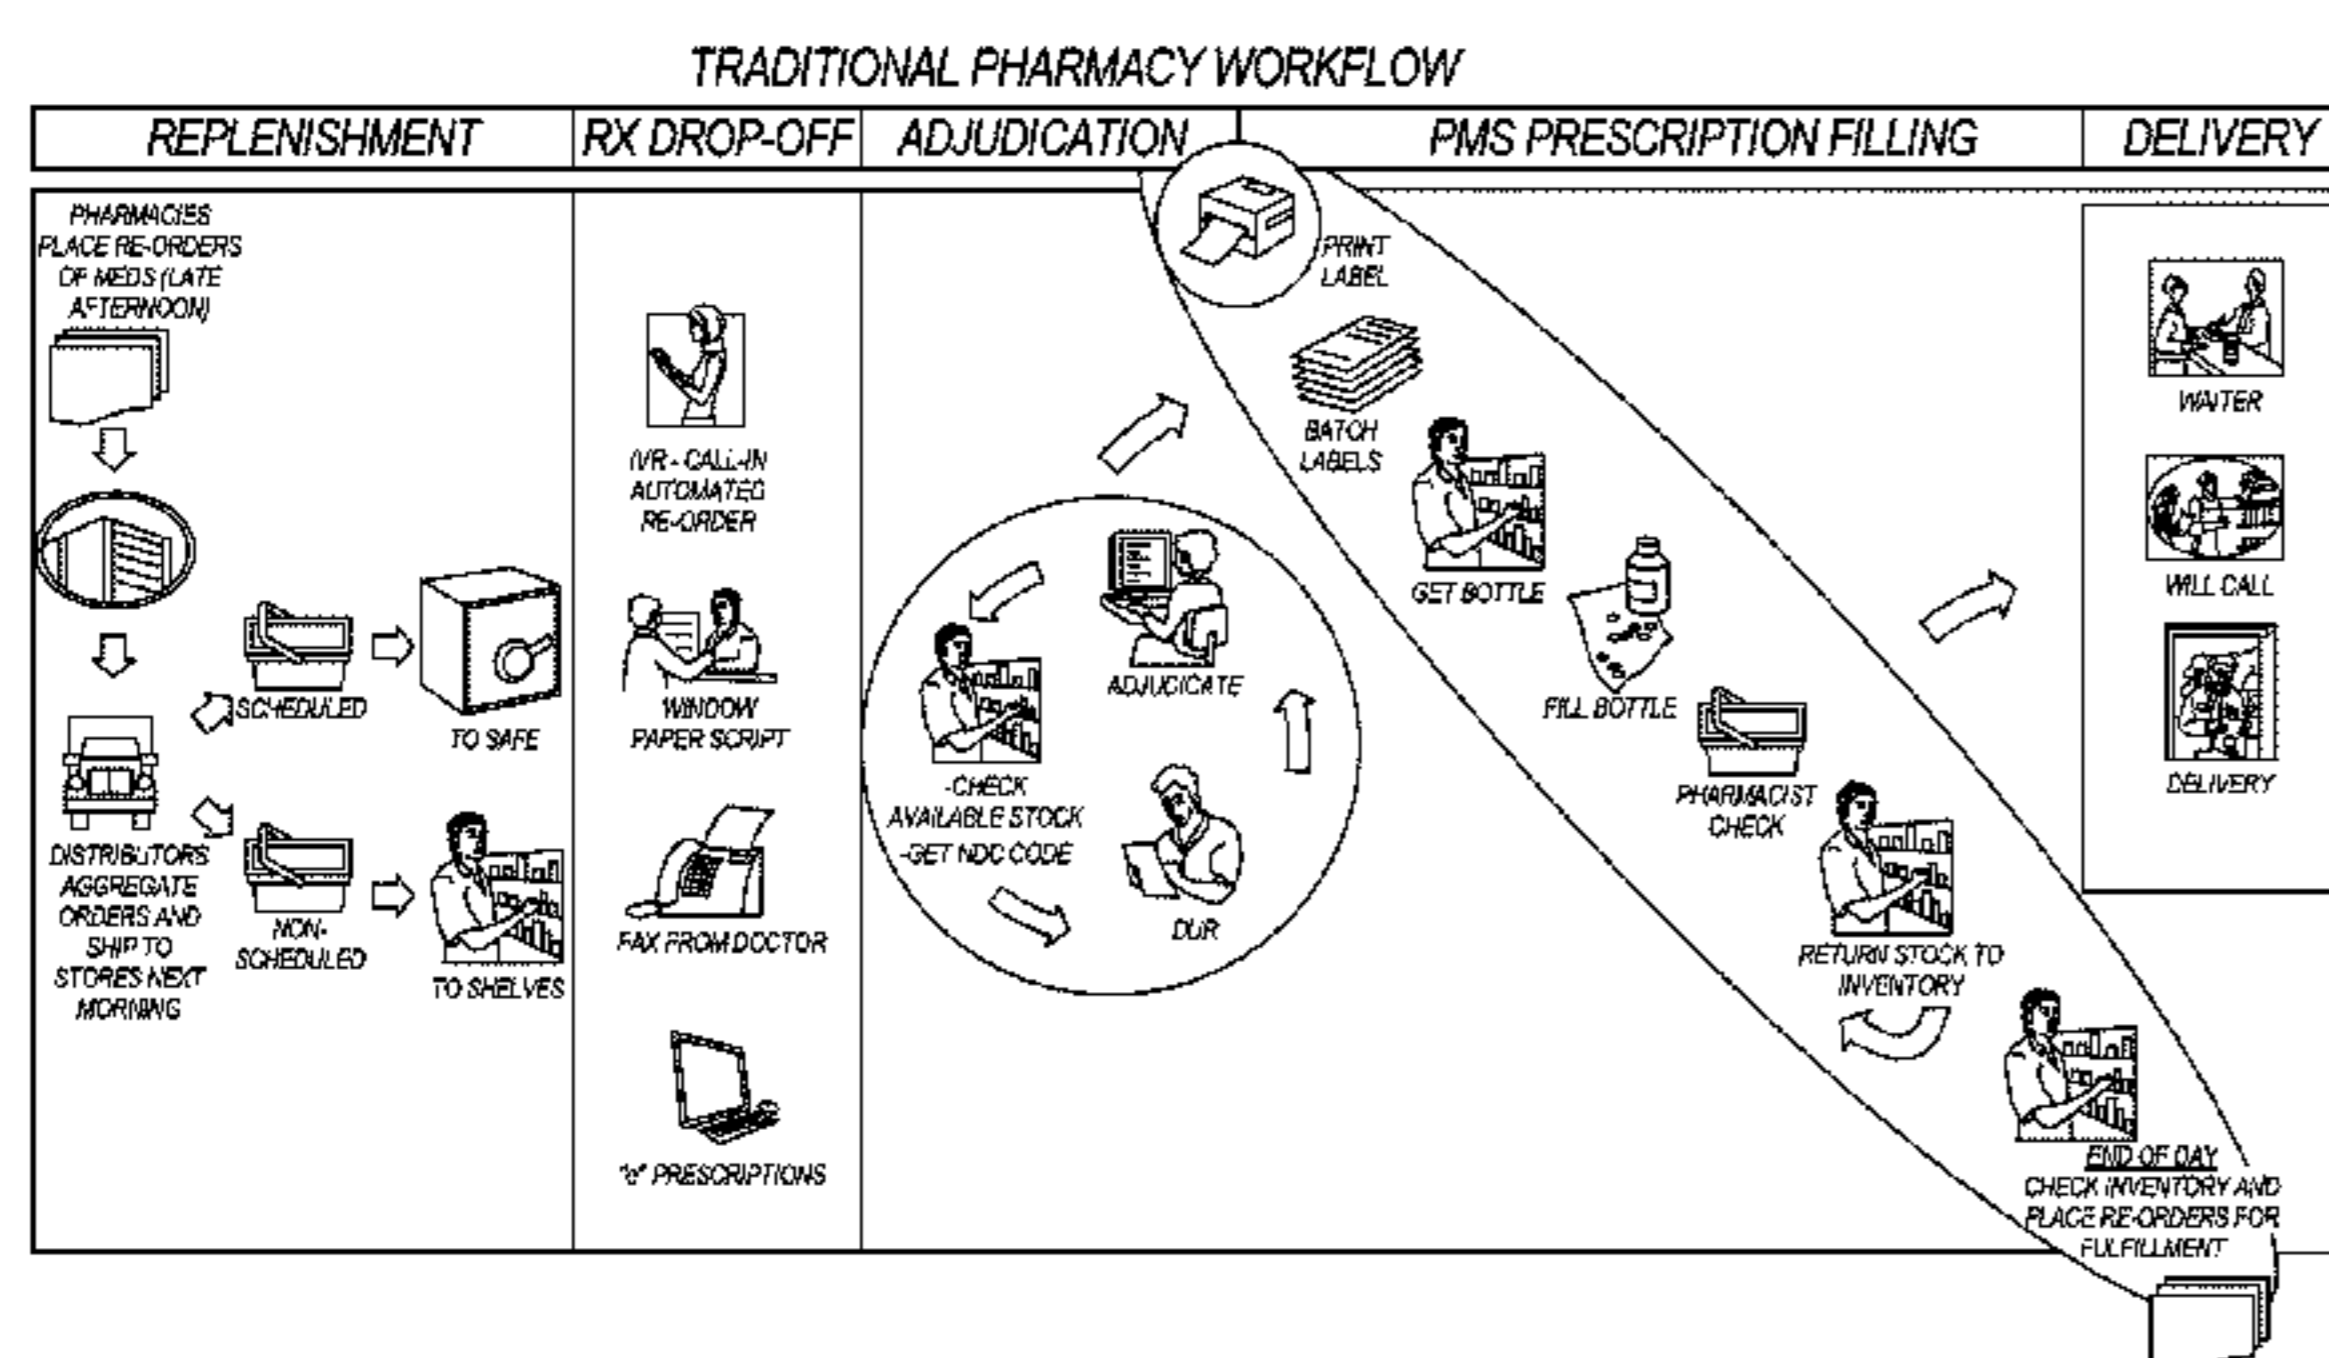 TRADITIONAL PHARMACY WORKFLOW
REPLENISHMENT
RX DROP-OFF
ADJUDICATION
PMS PRESCRIPTION FILLING
DELIVERY
PHARMACIES
PLACE RE-ORDERS
OF MEDS (LATE
AFTERNOON)
SCHEDULED
TO SAFE
DISTRIBUTORS
AGGREGATE
ORDERS AND
SHIP TO
STORES NEXT
MORNING
NON-
SCHEDULED
TO SHELVES
IVR - CALL-IN
AUTOMATED
RE-ORDER
WINDOW
PAPER SCRIPT
FAX FROM DOCTOR
"e" PRESCRIPTIONS
ADJUDICATE
-CHECK
AVAILABLE STOCK
-GET NDC CODE
DUR
PRINT
LABEL
BATCH
LABELS
GET BOTTLE
FILL BOTTLE
PHARMACIST
CHECK
RETURN STOCK TO
INVENTORY
END OF DAY
CHECK INVENTORY AND
PLACE RE-ORDERS FOR
FULFILLMENT
WAITER
WILL CALL
DELIVERY